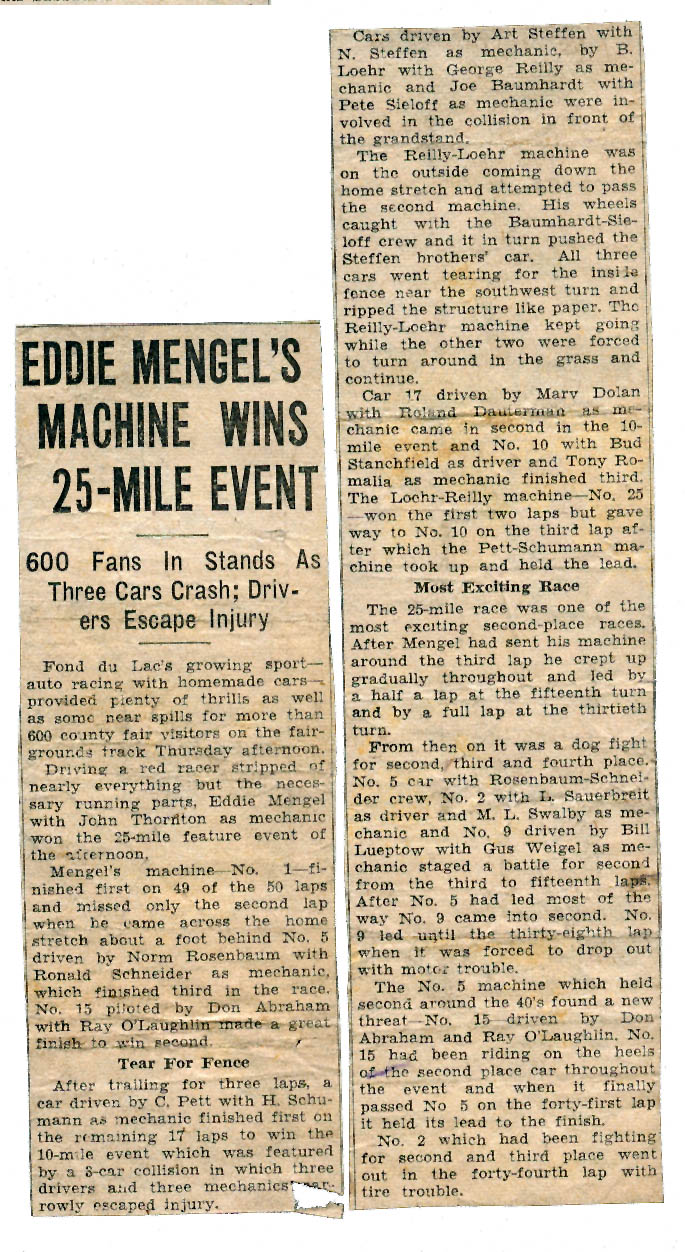 EDDIE MENGEL'S
MACHINE WINS
25-MILE EVENT
600 Fans In Stands As
Three Cars Crash; Driv-
ers Escape Injury
Fond du Lac's growing sport—
auto racing with homemade cars—
provided plenty of thrills as well
as some near spills for more than
600 county fair visitors on the fair-
grounds track Thursday afternoon.
Driving a red racer stripped of
nearly everything but the neces-
sary running parts, Eddie Mengel
with John Thornton as mechanic
won the 25-mile feature event of
the afternoon.
Mengel's machine—No. 1—fi-
nished first on 49 of the 50 laps
and missed only the second lap
when he came across the home
stretch about a foot behind No. 5
driven by Norm Rosenbaum with
Ronald Schneider as mechanic,
which finished third in the race.
No. 15 piloted by Don Abraham
with Ray O'Laughlin made a great
finish to win second.
Tear For Fence
After trailing for three laps, a
car driven by C. Pett with H. Schu-
mann as mechanic finished first on
the remaining 17 laps to win the
10-mile event which was featured
by a 3-car collision in which three
drivers and three mechanics nar-
rowly escaped injury.
Cars driven by Art Steffen with
N. Steffen as mechanic, by B.
Loehr with George Reilly as me-
chanic and Joe Baumhardt with
Pete Sieloff as mechanic were in-
volved in the collision in front of
the grandstand.
The Reilly-Loehr machine was
on the outside coming down the
home stretch and attempted to pass
the second machine. His wheels
caught with the Baumhardt-Sie-
loff crew and it in turn pushed the
Steffen brothers' car. All three
cars went tearing for the inside
fence near the southwest turn and
ripped the structure like paper. The
Reilly-Loehr machine kept going
while the other two were forced
to turn around in the grass and
continue.
Car 17 driven by Marv Dolan
with Roland Dauterman as me-
chanic came in second in the 10-
mile event and No. 10 with Bud
Stanchfield as driver and Tony Ro-
malia as mechanic finished third.
The Loehr-Reilly machine—No. 25
—won the first two laps but gave
way to No. 10 on the third lap af-
ter which the Pett-Schumann ma-
chine took up and held the lead.
Most Exciting Race
The 25-mile race was one of the
most exciting second-place races.
After Mengel had sent his machine
around the third lap he crept up
gradually throughout and led by
a half a lap at the fifteenth turn
and by a full lap at the thirtieth
turn.
From then on it was a dog fight
for second, third and fourth place.
No. 5 car with Rosenbaum-Schnei-
der crew, No. 2 with L. Sauerbreit
as driver and M. L. Swalby as me-
chanic and No. 9 driven by Bill
Lueptow with Gus Weigel as me-
chanic staged a battle for second
from the third to fifteenth laps.
After No. 5 had led most of the
way No. 9 came into second. No.
9 led until the thirty-eighth lap
when it was forced to drop out
with motor trouble.
The No. 5 machine which held
second around the 40's found a new
threat—No. 15 driven by Don
Abraham and Ray O'Laughlin. No.
15 had been riding on the heels
of the second place car throughout
the event and when it finally
passed No 5 on the forty-first lap
it held its lead to the finish.
No. 2 which had been fighting
for second and third place went
out in the forty-fourth lap with
tire trouble.